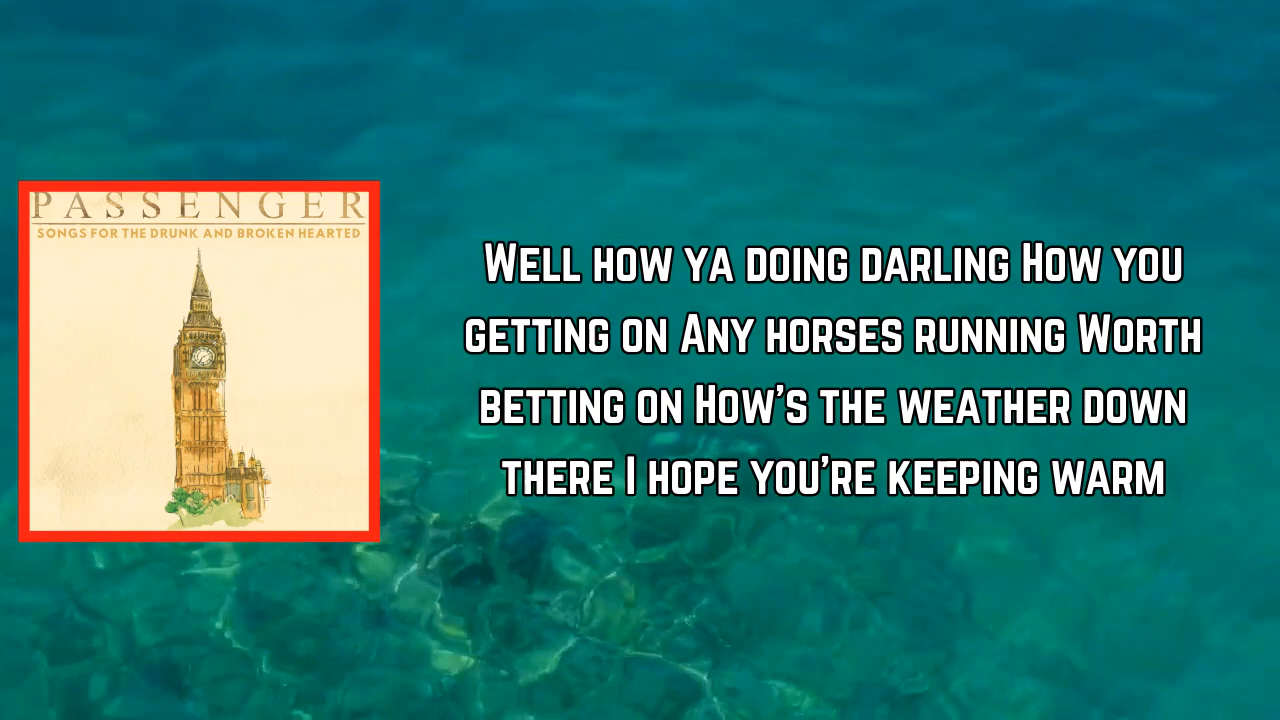 PASSENGER
SONGS FOR THE DRUNK AND BROKEN HEARTED
Well how ya doing darling How you
getting on Any horses running Worth
betting on How's the weather down
there I hope you're keeping warm